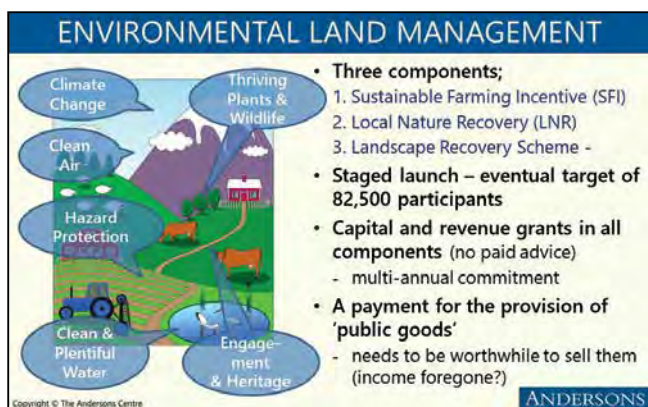 ENVIRONMENTAL LAND MANAGEMENT
Climate
Change
Thriving
Plants &
Wildlife
Clean
Air
Hazard
Protection
Clean &
Plentiful
Water
Engage-
ment
& Heritage
• Three components;
1. Sustainable Farming Incentive (SFI)
2. Local Nature Recovery (LNR)
3. Landscape Recovery Scheme -
• Staged launch – eventual target of
82,500 participants
• Capital and revenue grants in all
components (no paid advice)
- multi-annual commitment
• A payment for the provision of
'public goods'
- needs to be worthwhile to sell them
(income foregone?)
Copyright © The Andersons Centre
ANDERSONS